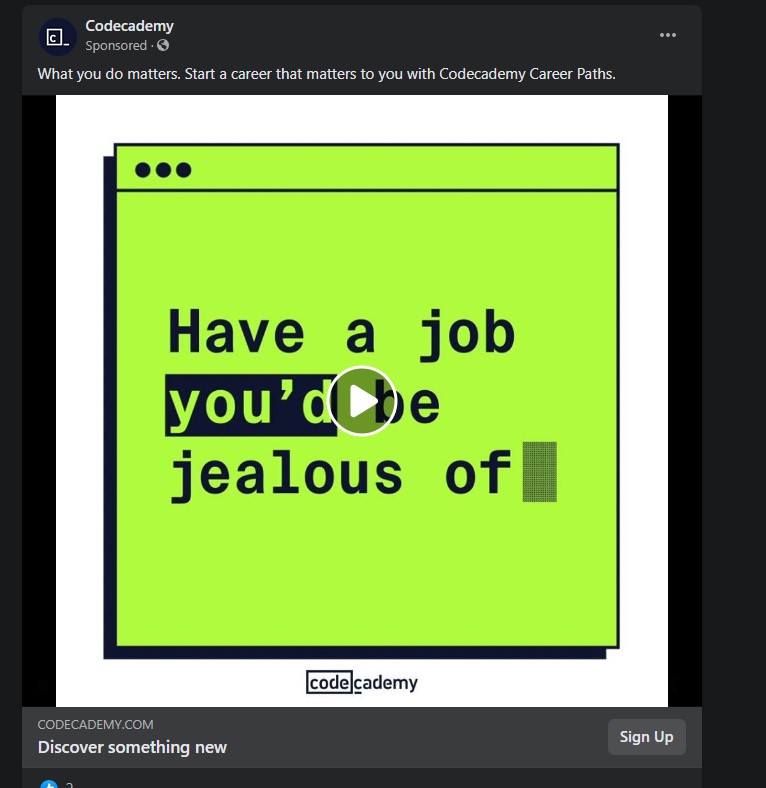 Codecademy
Sponsored ·
What you do matters. Start a career that matters to you with Codecademy Career Paths.
Have a job
you’d be
jealous of
codecademy
CODECADEMY.COM
Discover something new
Sign Up